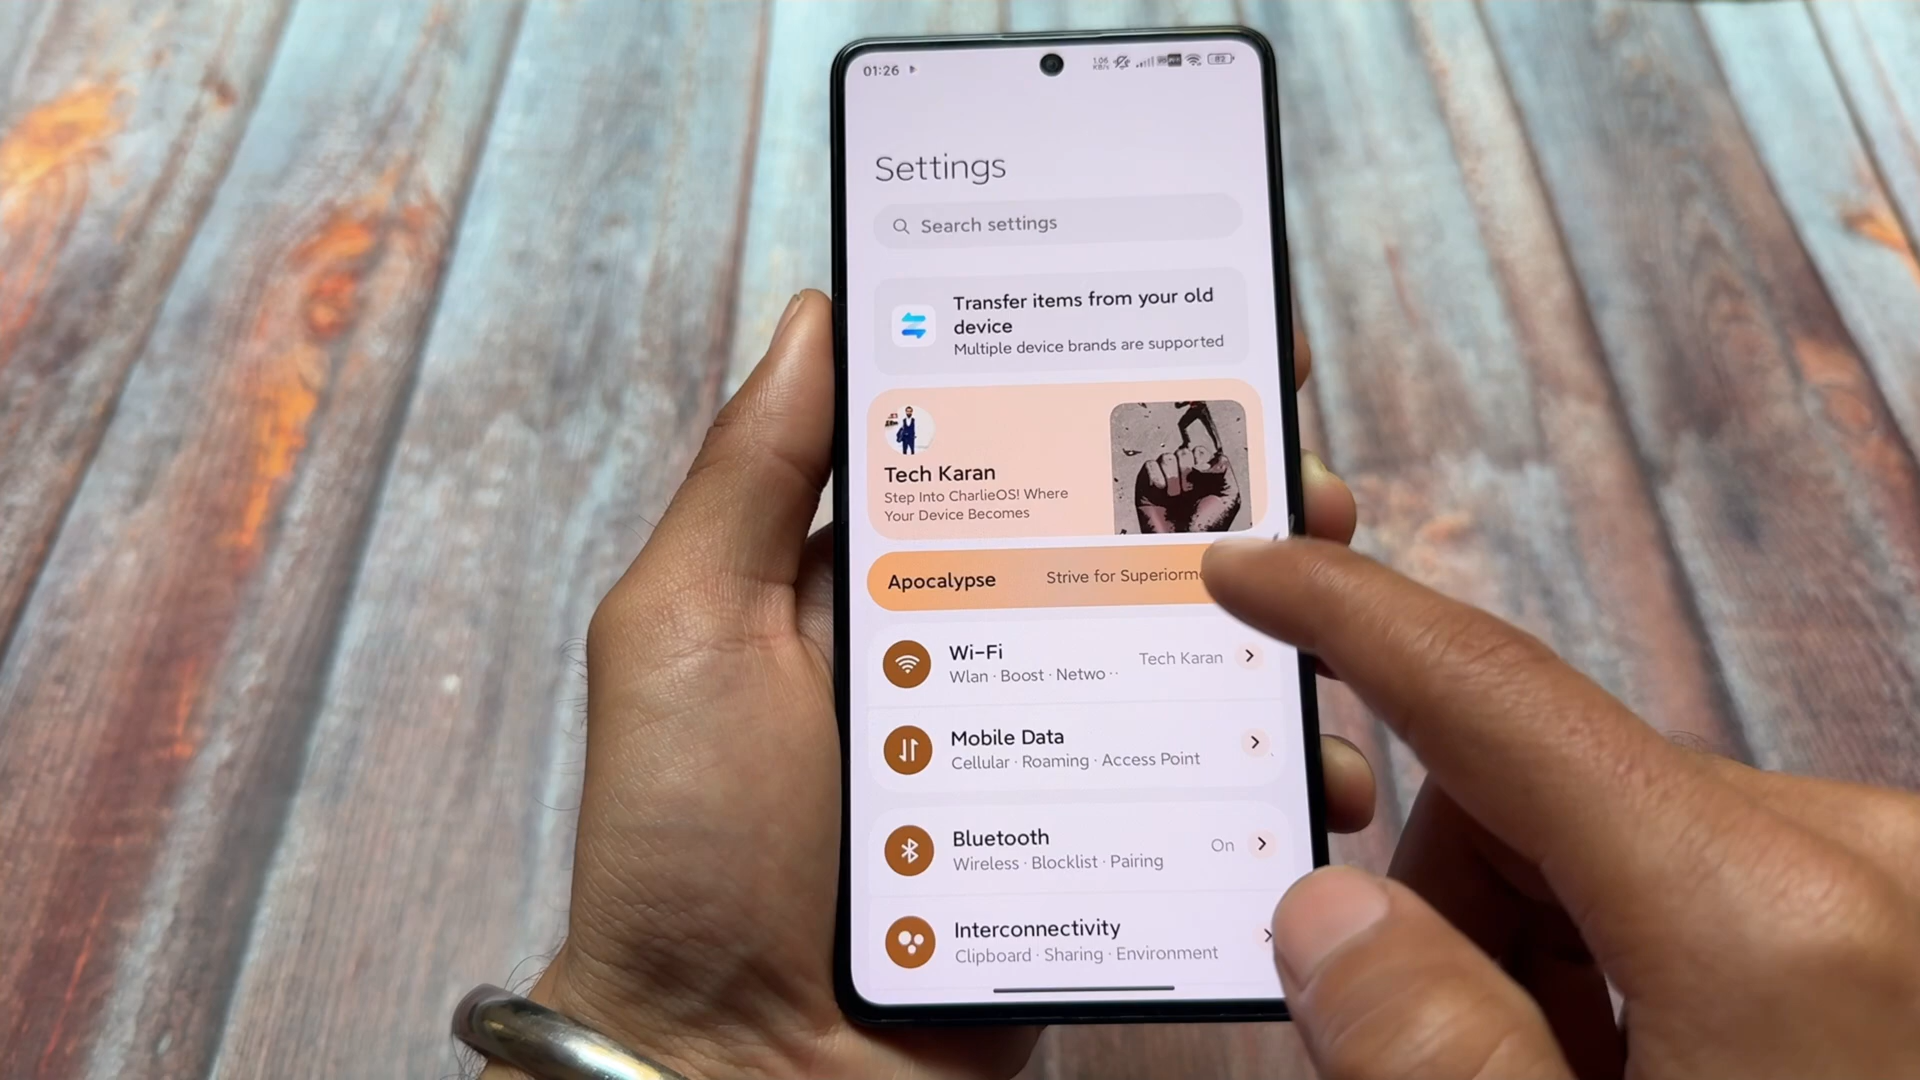 01:26
82
Settings
Search settings
Transfer items from your old
device
Multiple device brands are supported
Tech Karan
Step Into CharlieOS! Where
Your Device Becomes
Apocalypse
Strive for Superiorm
Wi-Fi
Wlan · Boost · Netwo ··
Tech Karan
Mobile Data
Cellular · Roaming · Access Point
Bluetooth
Wireless · Blocklist · Pairing
On
Interconnectivity
Clipboard · Sharing · Environment